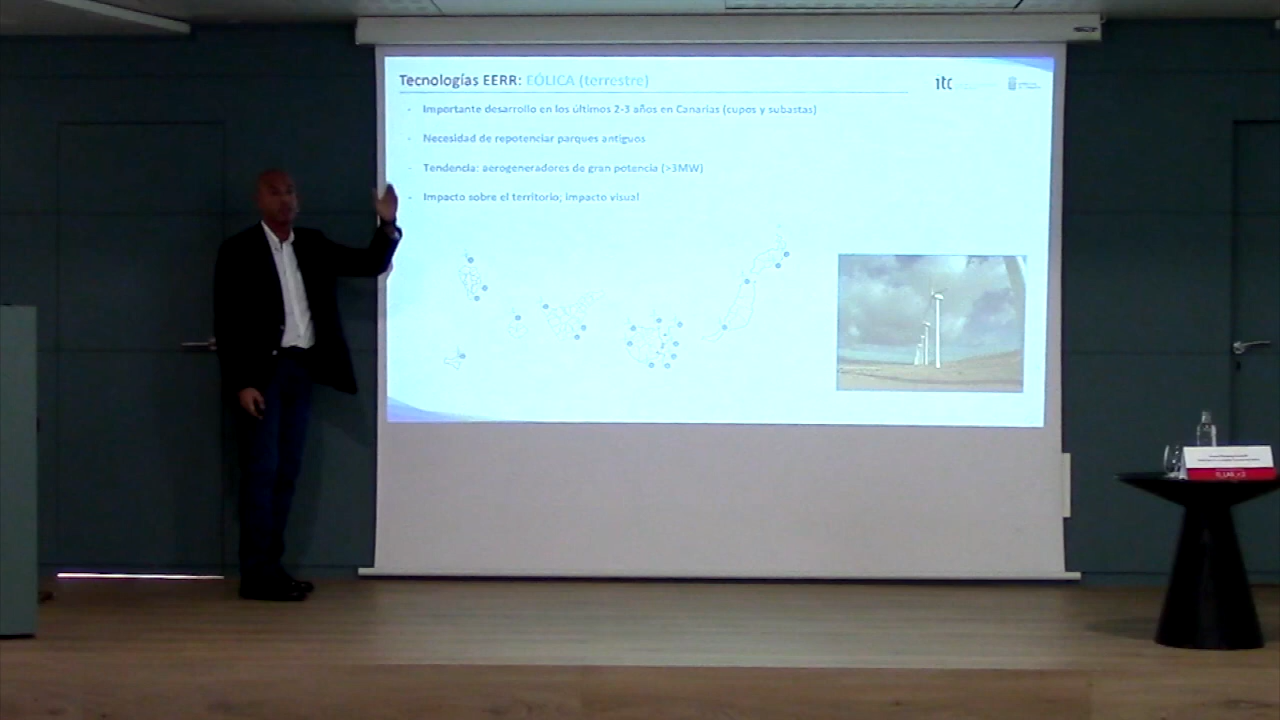 Tecnologías EERR: EÓLICA (terrestre)
itc
- Importante desarrollo en los últimos 2-3 años en Canarias (cupos y subastas)
- Necesidad de repotenciar parques antiguos
- Tendencia: aerogeneradores de gran potencia (>3MW)
- Impacto sobre el territorio; impacto visual